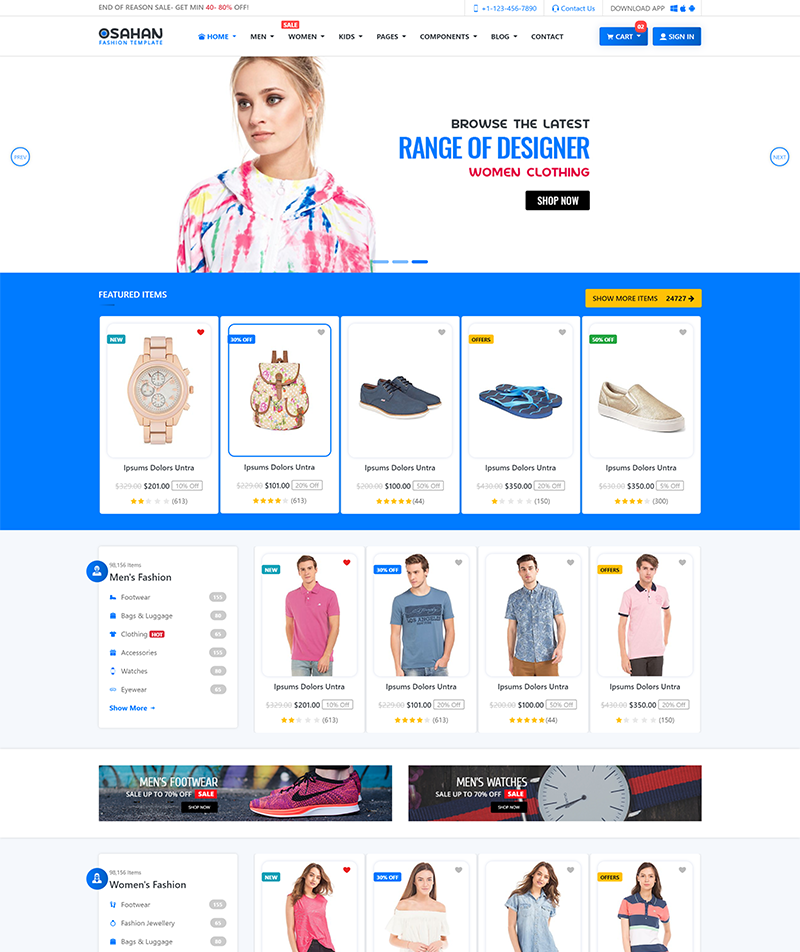 END OF REASON SALE- GET MIN 40- 80% OFF!
+1-123-456-7890
Contact Us
DOWNLOAD APP
OSAHAN
FASHION TEMPLATE
HOME
MEN
SALE
WOMEN
KIDS
PAGES
COMPONENTS
BLOG
CONTACT
CART
02
SIGN IN
PREV
BROWSE THE LATEST
RANGE OF DESIGNER
WOMEN CLOTHING
SHOP NOW
NEXT
FEATURED ITEMS
SHOW MORE ITEMS 24727
NEW
30% OFF
OFFERS
50% OFF
Ipsums Dolors Untra
Ipsums Dolors Untra
Ipsums Dolors Untra
Ipsums Dolors Untra
Ipsums Dolors Untra
$329.00 $201.00 10% Off
$229.00 $101.00 20% Off
$200.00 $100.00 50% Off
$430.00 $350.00 20% Off
$630.00 $350.00 5% Off
(613)
(613)
(44)
(150)
(300)
98,156 Items
Men's Fashion
Footwear 155
Bags & Luggage 80
Clothing HOT 65
Accessories 155
Watches 80
Eyewear 65
Show More
NEW
30% OFF
OFFERS
LOS ANGELES
Ipsums Dolors Untra
Ipsums Dolors Untra
Ipsums Dolors Untra
Ipsums Dolors Untra
$329.00 $201.00 10% Off
$229.00 $101.00 20% Off
$200.00 $100.00 50% Off
$430.00 $350.00 20% Off
(613)
(613)
(44)
(150)
MEN'S FOOTWEAR
SALE UP TO 70% OFF SALE
SHOP NOW
MEN'S WATCHES
SALE UP TO 70% OFF SALE
SHOP NOW
98,156 Items
Women's Fashion
Footwear 155
Fashion Jewellery 65
Bags & Luggage 80
NEW
30% OFF
OFFERS